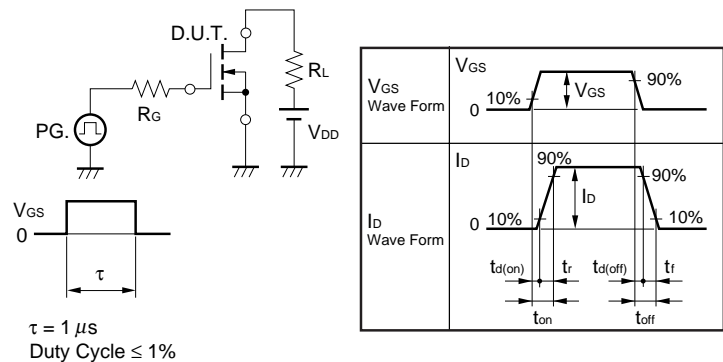 D.U.T.
RL
RG
PG.
VDD
VGS
0
τ
τ = 1 μs
Duty Cycle ≤ 1%
VGS
Wave Form
VGS
10%
0
VGS
90%
ID
Wave Form
ID
90%
90%
0 10%
ID
10%
td(on) tr td(off) tf
ton toff